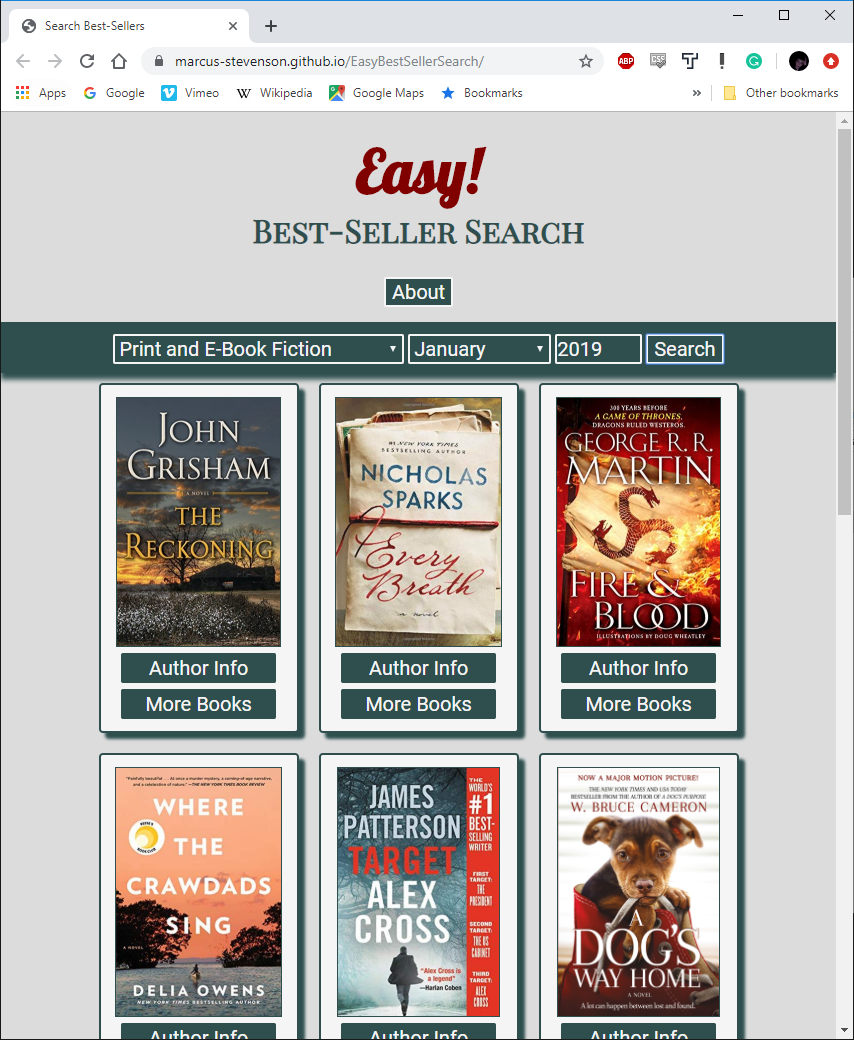 Search Best-Sellers
marcus-stevenson.github.io/EasyBestSellerSearch/
ABP
CSP
Apps
Google
Vimeo
W
Wikipedia
Google Maps
Bookmarks
»
Other bookmarks
Easy!
Best-Seller Search
About
Print and E-Book Fiction
January
2019
Search
JOHN
GRISHAM
A NOVEL
THE
RECKONING
Author Info
More Books
#1 NEW YORK TIMES
BESTSELLING AUTHOR
NICHOLAS
SPARKS
Every
Breath
a novel
Author Info
More Books
300 YEARS BEFORE
A GAME OF THRONES,
DRAGONS RULED WESTEROS.
GEORGE R. R.
MARTIN
FIRE &
BLOOD
ILLUSTRATIONS BY DOUG WHEATLEY
Author Info
More Books
"Painfully beautiful . . . At once a murder mystery, a coming-of-age narrative,
and a celebration of nature." —THE NEW YORK TIMES BOOK REVIEW
WHERE
THE
CRAWDADS
SING
A NOVEL
DELIA OWENS
NEW YORK TIMES BESTSELLING AUTHOR
Author Info
JAMES
PATTERSON
TARGET
ALEX
CROSS
"Alex Cross is
a legend"
—Harlan Coben
THE
WORLD'S
#1
BEST-
SELLING
WRITER
FIRST
TARGET:
THE
PRESIDENT
SECOND
TARGET:
THE US
CABINET
THIRD
TARGET:
ALEX
CROSS
Author Info
NOW A MAJOR MOTION PICTURE!
THE NEW YORK TIMES AND USA TODAY
BESTSELLER FROM THE AUTHOR OF A DOG'S PURPOSE
W. BRUCE CAMERON
A
DOG'S
WAY HOME
A NOVEL
A lot can happen between lost and found.
Author Info